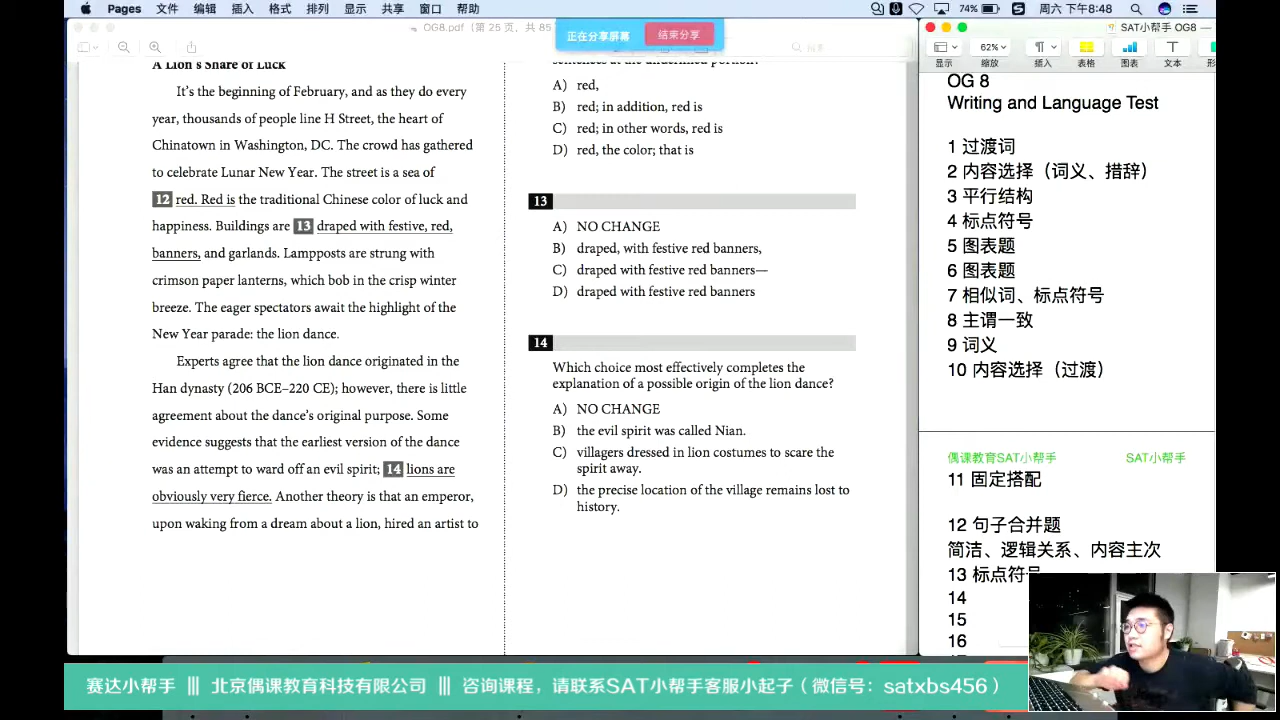 Pages 文件 编辑 插入 格式 排列 显示 共享 窗口 帮助
74%
周六 下午8:48
OG8.pdf (第 25 页，共 85
正在分享屏幕
结束分享
SAT小帮手 OG8 —
62%
显示 缩放 插入 表格 图表 文本
A Lion's Share of Luck
It's the beginning of February, and as they do every
year, thousands of people line H Street, the heart of
Chinatown in Washington, DC. The crowd has gathered
to celebrate Lunar New Year. The street is a sea of
12 red. Red is the traditional Chinese color of luck and
happiness. Buildings are 13 draped with festive, red,
banners, and garlands. Lampposts are strung with
crimson paper lanterns, which bob in the crisp winter
breeze. The eager spectators await the highlight of the
New Year parade: the lion dance.
Experts agree that the lion dance originated in the
Han dynasty (206 BCE–220 CE); however, there is little
agreement about the dance's original purpose. Some
evidence suggests that the earliest version of the dance
was an attempt to ward off an evil spirit; 14 lions are
obviously very fierce. Another theory is that an emperor,
upon waking from a dream about a lion, hired an artist to
sentences at the underlined portion?
A) red,
B) red; in addition, red is
C) red; in other words, red is
D) red, the color; that is
13
A) NO CHANGE
B) draped, with festive red banners,
C) draped with festive red banners—
D) draped with festive red banners
14
Which choice most effectively completes the
explanation of a possible origin of the lion dance?
A) NO CHANGE
B) the evil spirit was called Nian.
C) villagers dressed in lion costumes to scare the
spirit away.
D) the precise location of the village remains lost to
history.
OG 8
Writing and Language Test
1 过渡词
2 内容选择（词义、措辞）
3 平行结构
4 标点符号
5 图表题
6 图表题
7 相似词、标点符号
8 主谓一致
9 词义
10 内容选择（过渡）
偶课教育SAT小帮手 SAT小帮手
11 固定搭配
12 句子合并题
简洁、逻辑关系、内容主次
13 标点符号
14
15
16
赛达小帮手 ||| 北京偶课教育科技有限公司 ||| 咨询课程，请联系SAT小帮手客服小起子（微信号：satxbs456）